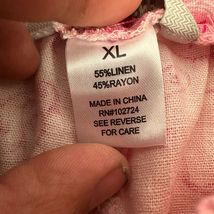 XL
55%LINEN
45%RAYON
MADE IN CHINA
RN#102724
SEE REVERSE
FOR CARE